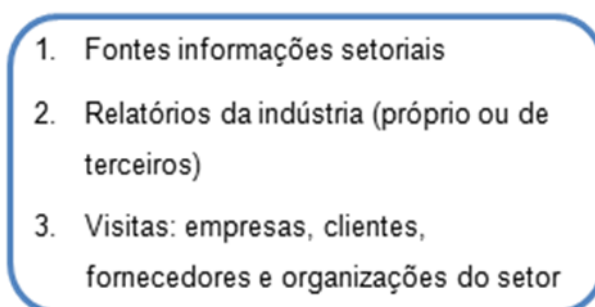 1. Fontes informações setoriais
2. Relatórios da indústria (próprio ou de
terceiros)
3. Visitas: empresas, clientes,
fornecedores e organizações do setor